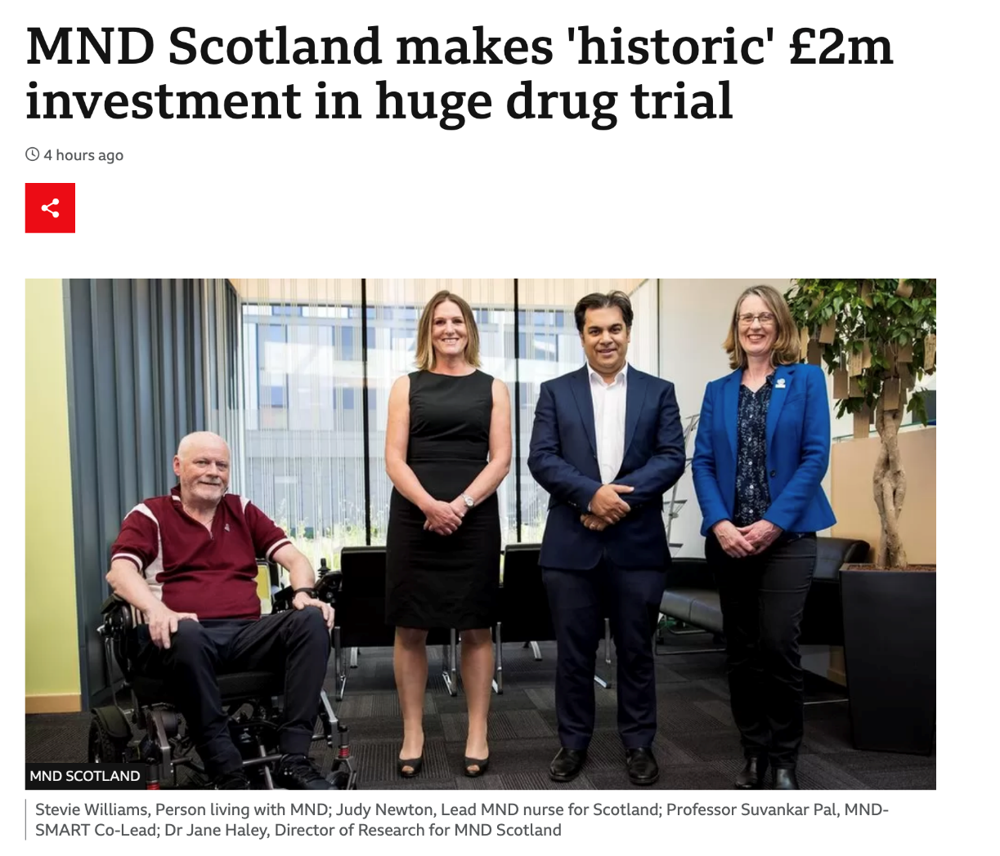 MND Scotland makes 'historic' £2m
investment in huge drug trial
4 hours ago
MND SCOTLAND
Stevie Williams, Person living with MND; Judy Newton, Lead MND nurse for Scotland; Professor Suvankar Pal, MND-
SMART Co-Lead; Dr Jane Haley, Director of Research for MND Scotland